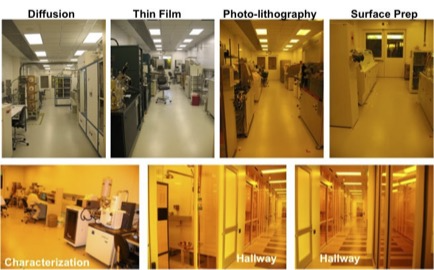 Diffusion
Thin Film
Photo-lithography
Surface Prep
Characterization
Hallway
Hallway